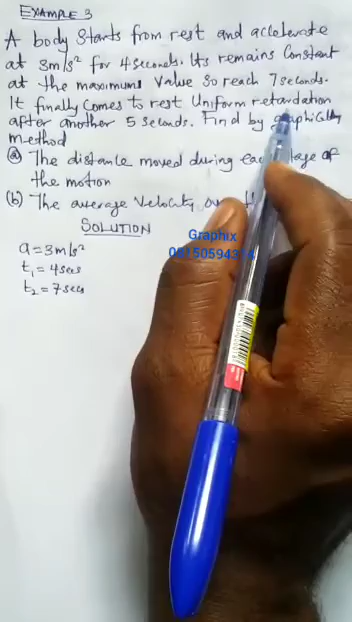 EXAMPLE 3
A body starts from rest and accelerate
at 3m/s² for 4seconds. Its remains Constant
at the maximum Value so reach 7seconds.
It finally comes to rest Uniform retardation
after another 5 Seconds. Find by graphically
method
(a) The distance moved during of
the motion
(b) The average Velocity
SOLUTION
a = 3m/s²
t₁ = 4secs
t₂ = 7secs
Graphix